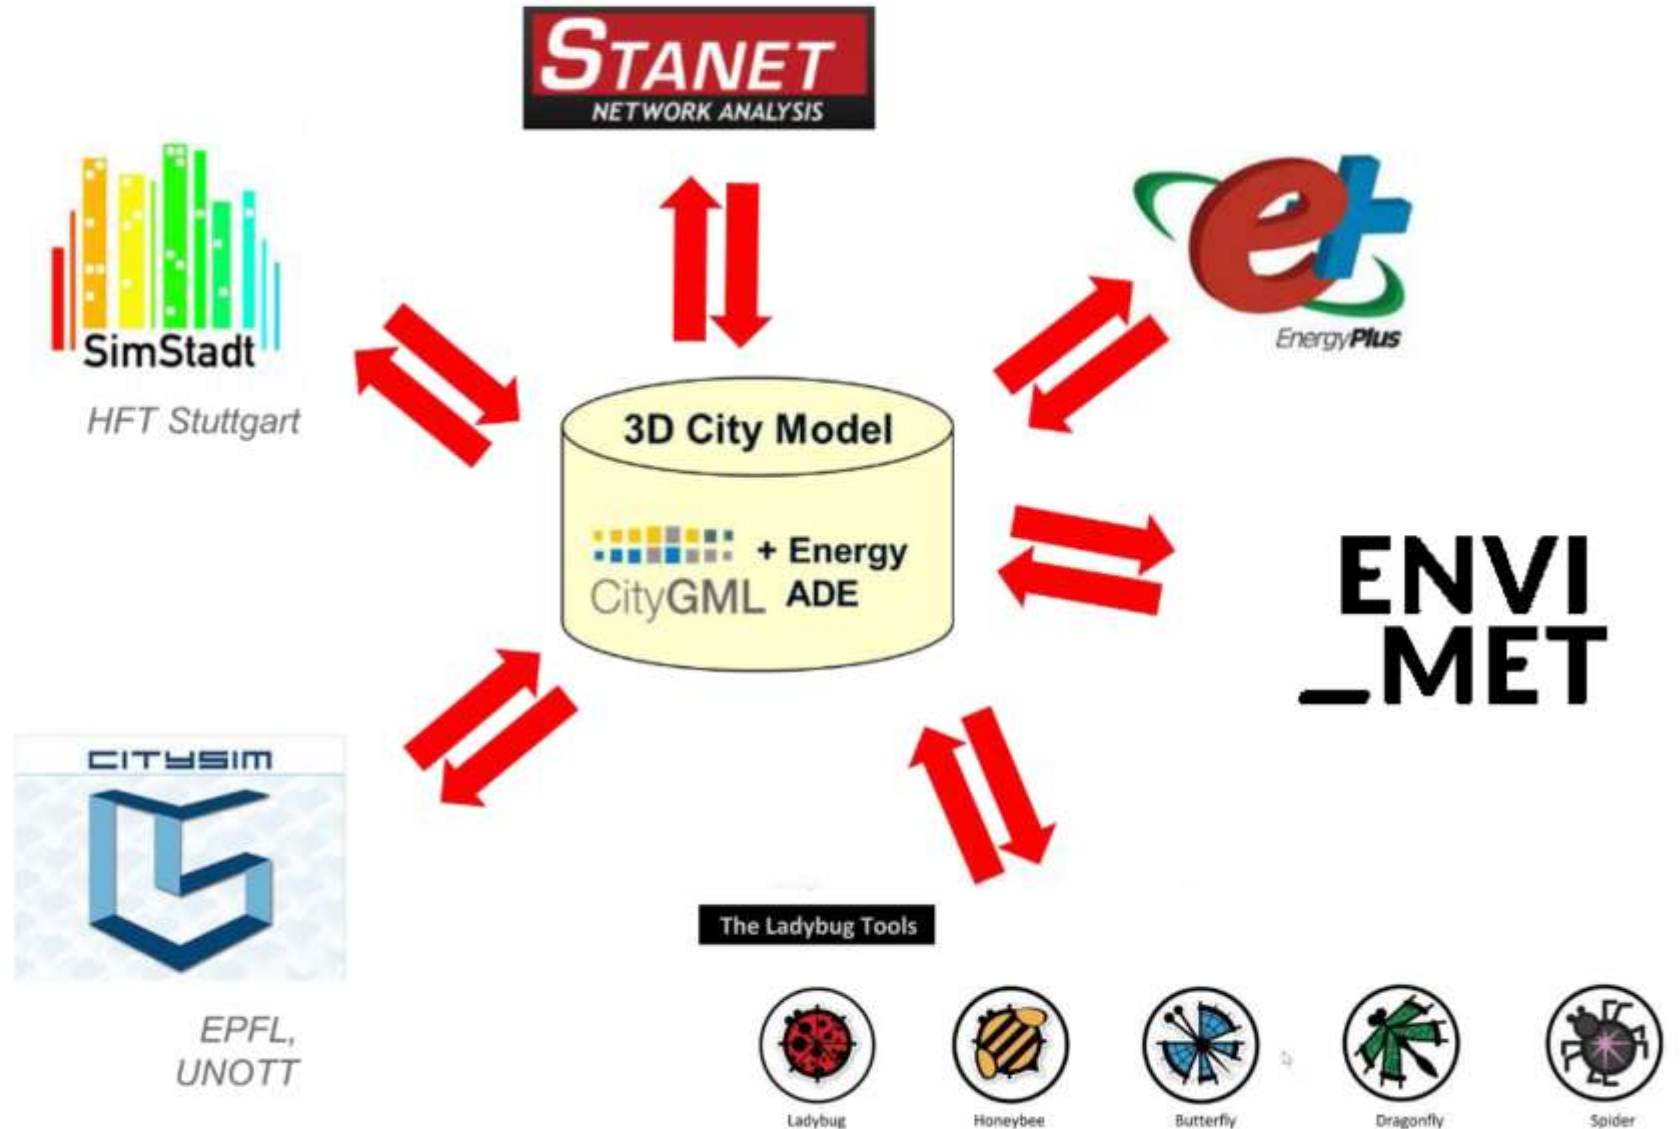 STANET
NETWORK ANALYSIS
SimStadt
HFT Stuttgart
et
EnergyPlus
3D City Model
+ Energy
CityGML ADE
ENVI
_MET
CITYSIM
EPFL,
UNOTT
The Ladybug Tools
Ladybug
Honeybee
Butterfly
Dragonfly
Spider